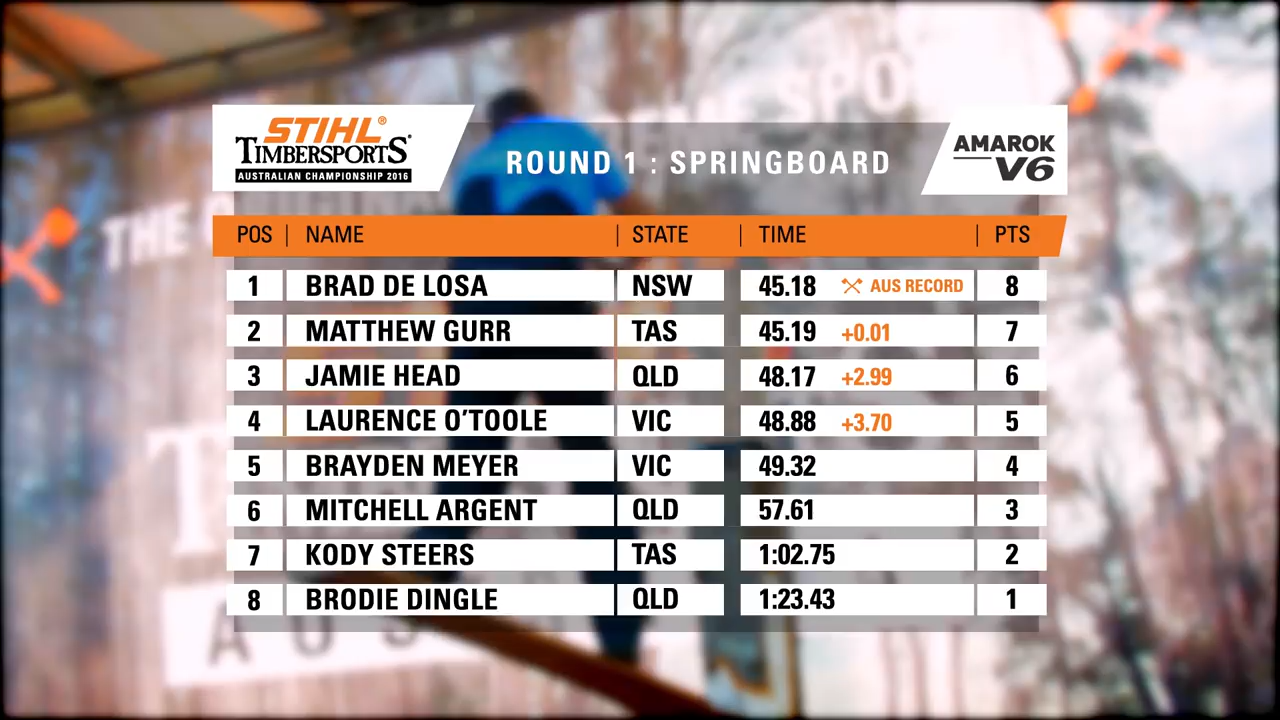 STIHL®
TIMBERSPORTS®
AUSTRALIAN CHAMPIONSHIP 2016
ROUND 1 : SPRINGBOARD
AMAROK
V6
POS | NAME | STATE | TIME | PTS
1 BRAD DE LOSA NSW 45.18 AUS RECORD 8
2 MATTHEW GURR TAS 45.19 +0.01 7
3 JAMIE HEAD QLD 48.17 +2.99 6
4 LAURENCE O'TOOLE VIC 48.88 +3.70 5
5 BRAYDEN MEYER VIC 49.32 4
6 MITCHELL ARGENT QLD 57.61 3
7 KODY STEERS TAS 1:02.75 2
8 BRODIE DINGLE QLD 1:23.43 1
THE